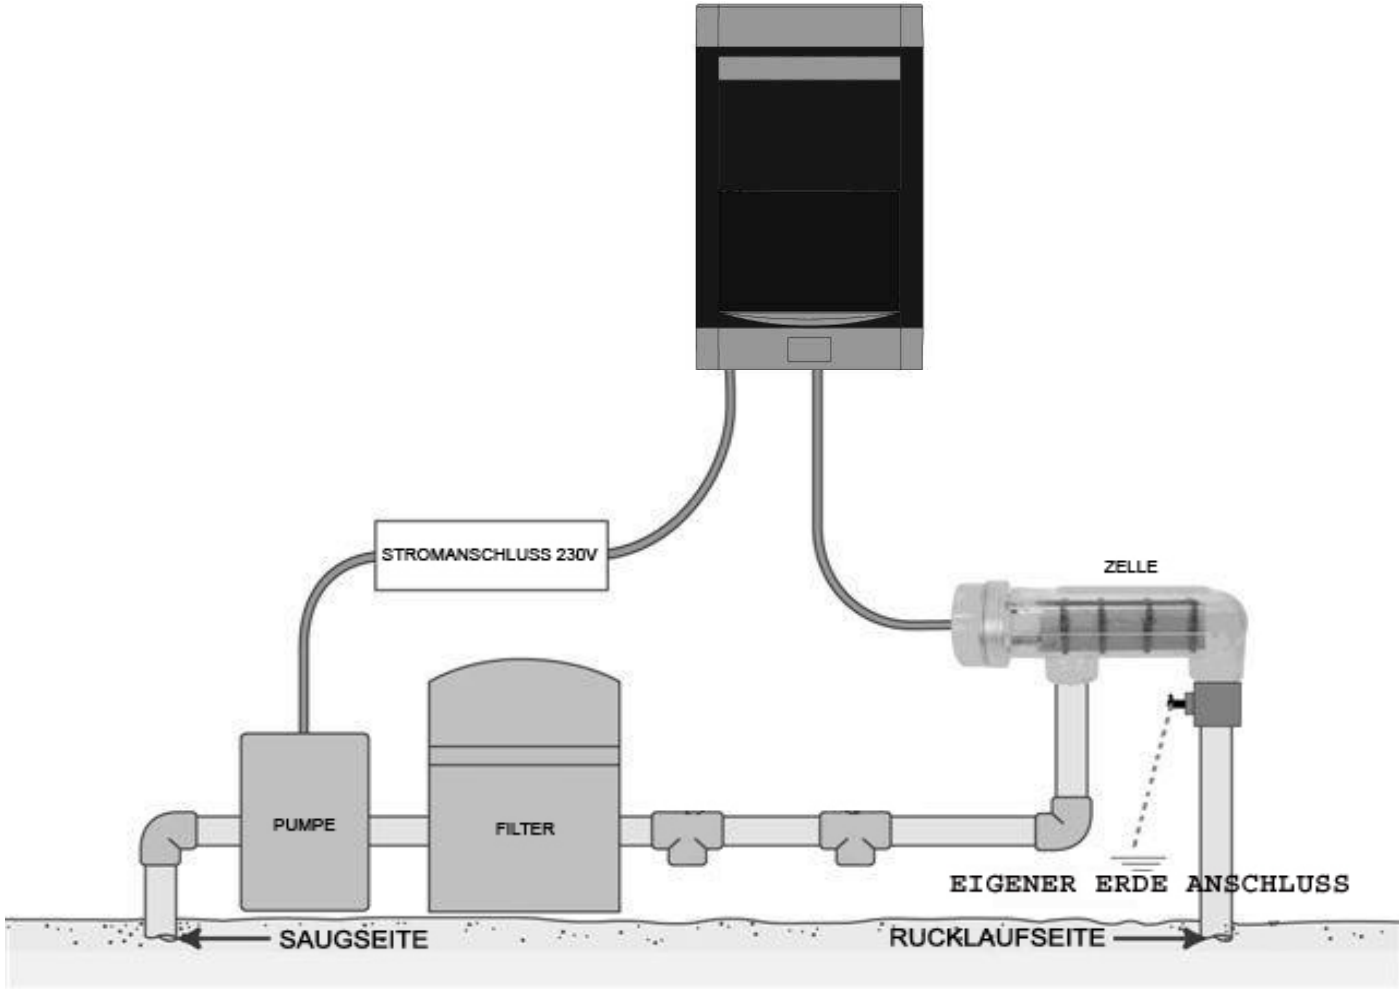 STROMANSCHLUSS 230V
ZELLE
PUMPE
FILTER
EIGENER ERDE ANSCHLUSS
SAUGSEITE
RUCKLAUFSEITE